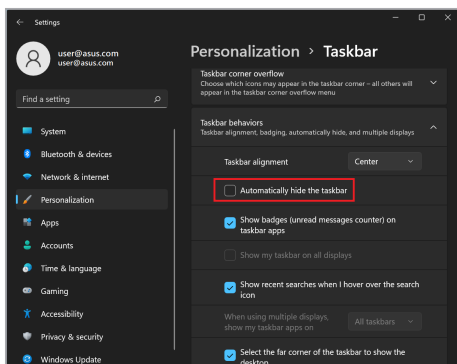 Settings
user@asus.com
user@asus.com
Find a setting
System
Bluetooth & devices
Network & internet
Personalization
Apps
Accounts
Time & language
Gaming
Accessibility
Privacy & security
Windows Update
Personalization > Taskbar
Taskbar corner overflow
Choose which icons may appear in the taskbar corner – all others will
appear in the taskbar corner overflow menu
Taskbar behaviors
Taskbar alignment, badging, automatically hide, and multiple displays
Taskbar alignment
Center
Automatically hide the taskbar
Show badges (unread messages counter) on
taskbar apps
Show my taskbar on all displays
Show recent searches when I hover over the search
icon
When using multiple displays,
show my taskbar apps on
All taskbars
Select the far corner of the taskbar to show the
desktop